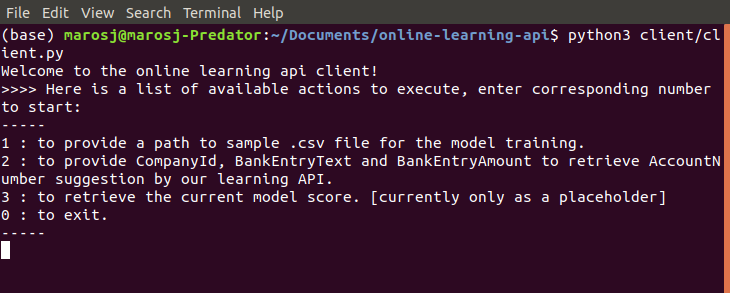 File Edit View Search Terminal Help
(base) marosj@marosj-Predator:~/Documents/online-learning-api$ python3 client/cl
ient.py
Welcome to the online learning api client!
>>>> Here is a list of available actions to execute, enter corresponding number
to start:
-----
1 : to provide a path to sample .csv file for the model training.
2 : to provide CompanyId, BankEntryText and BankEntryAmount to retrieve AccountN
umber suggestion by our learning API.
3 : to retrieve the current model score. [currently only as a placeholder]
0 : to exit.
-----